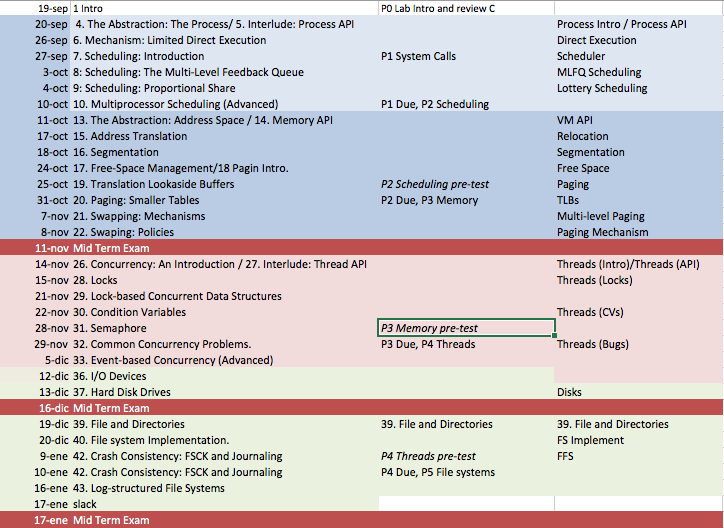 19-sep 1 Intro P0 Lab Intro and review C
20-sep 4. The Abstraction: The Process/ 5. Interlude: Process API Process Intro / Process API
26-sep 6. Mechanism: Limited Direct Execution Direct Execution
27-sep 7. Scheduling: Introduction P1 System Calls Scheduler
3-oct 8: Scheduling: The Multi-Level Feedback Queue MLFQ Scheduling
4-oct 9: Scheduling: Proportional Share Lottery Scheduling
10-oct 10. Multiprocessor Scheduling (Advanced) P1 Due, P2 Scheduling
11-oct 13. The Abstraction: Address Space / 14. Memory API VM API
17-oct 15. Address Translation Relocation
18-oct 16. Segmentation Segmentation
24-oct 17. Free-Space Management/18 Pagin Intro. Free Space
25-oct 19. Translation Lookaside Buffers P2 Scheduling pre-test Paging
31-oct 20. Paging: Smaller Tables P2 Due, P3 Memory TLBs
7-nov 21. Swapping: Mechanisms Multi-level Paging
8-nov 22. Swaping: Policies Paging Mechanism
11-nov Mid Term Exam
14-nov 26. Concurrency: An Introduction / 27. Interlude: Thread API Threads (Intro)/Threads (API)
15-nov 28. Locks Threads (Locks)
21-nov 29. Lock-based Concurrent Data Structures
22-nov 30. Condition Variables Threads (CVs)
28-nov 31. Semaphore P3 Memory pre-test
29-nov 32. Common Concurrency Problems. P3 Due, P4 Threads Threads (Bugs)
5-dic 33. Event-based Concurrency (Advanced)
12-dic 36. I/O Devices
13-dic 37. Hard Disk Drives Disks
16-dic Mid Term Exam
19-dic 39. File and Directories 39. File and Directories 39. File and Directories
20-dic 40. File system Implementation. FS Implement
9-ene 42. Crash Consistency: FSCK and Journaling P4 Threads pre-test FFS
10-ene 42. Crash Consistency: FSCK and Journaling P4 Due, P5 File systems
16-ene 43. Log-structured File Systems
17-ene slack
17-ene Mid Term Exam